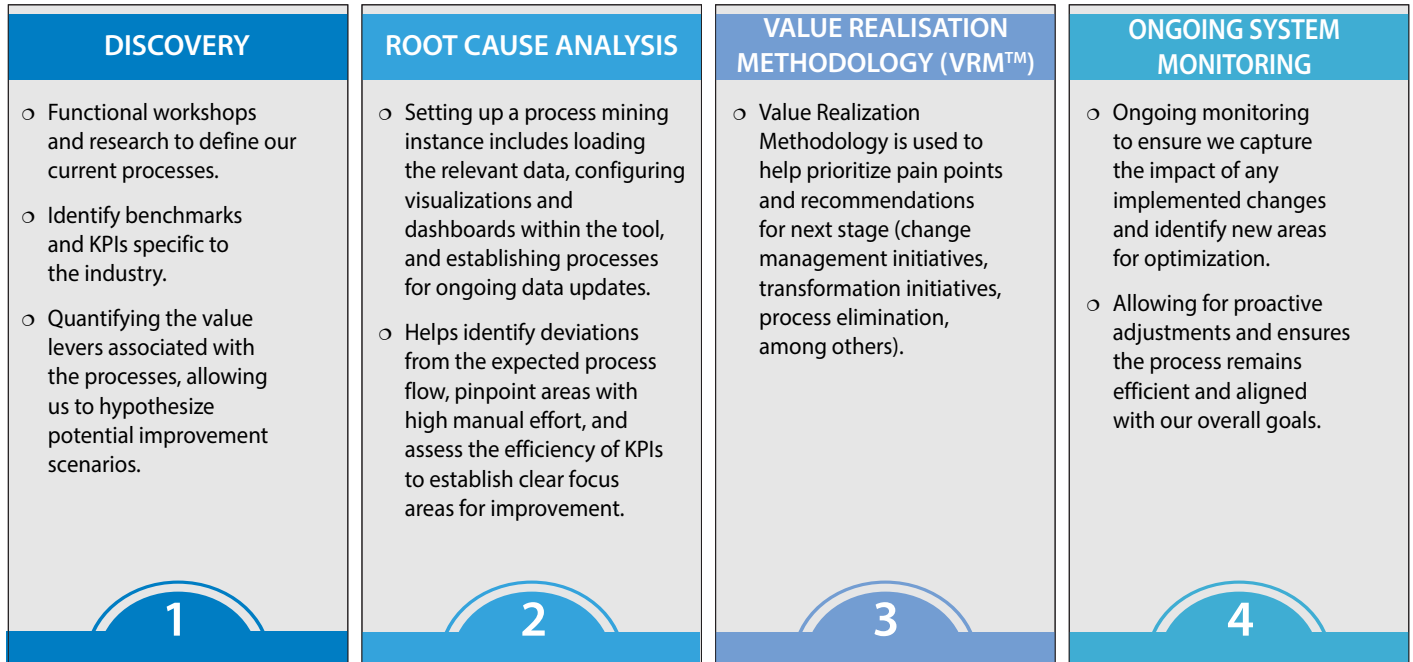 DISCOVERY
❍ Functional workshops
and research to define our
current processes.
❍ Identify benchmarks
and KPIs specific to
the industry.
❍ Quantifying the value
levers associated with
the processes, allowing
us to hypothesize
potential improvement
scenarios.
1
ROOT CAUSE ANALYSIS
❍ Setting up a process mining
instance includes loading
the relevant data, configuring
visualizations and
dashboards within the tool,
and establishing processes
for ongoing data updates.
❍ Helps identify deviations
from the expected process
flow, pinpoint areas with
high manual effort, and
assess the efficiency of KPIs
to establish clear focus
areas for improvement.
2
VALUE REALISATION
METHODOLOGY (VRM™)
❍ Value Realization
Methodology is used to
help prioritize pain points
and recommendations
for next stage (change
management initiatives,
transformation initiatives,
process elimination,
among others).
3
ONGOING SYSTEM
MONITORING
❍ Ongoing monitoring
to ensure we capture
the impact of any
implemented changes
and identify new areas
for optimization.
❍ Allowing for proactive
adjustments and ensures
the process remains
efficient and aligned
with our overall goals.
4